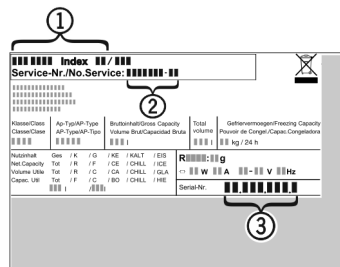 1
Index /
Service-Nr./No.Service: -
2
Klasse/Class Ap-Typ/AP-Type Bruttoinhalt/Gross Capacity Total Gefriervermoegen/Freezing Capacity
Classe/Clase AP-Typ/AP-Tipo Volume Brut/Capacidad Bruta volume Pouvoir de Congel./Capac.Congeladora
l l kg / 24 h
Nutzinhalt Ges / K / G / KE / KALT / EIS
Net Capacity Tot / R / F / CE / CHILL / ICE
Volume Utile Tot / R / C / CA / CHILL / GLA
Capac. Util Tot / F / C / BO / CHILL / HIE
l / l
R : g
W A - V Hz
Serial-Nr. . . .
3